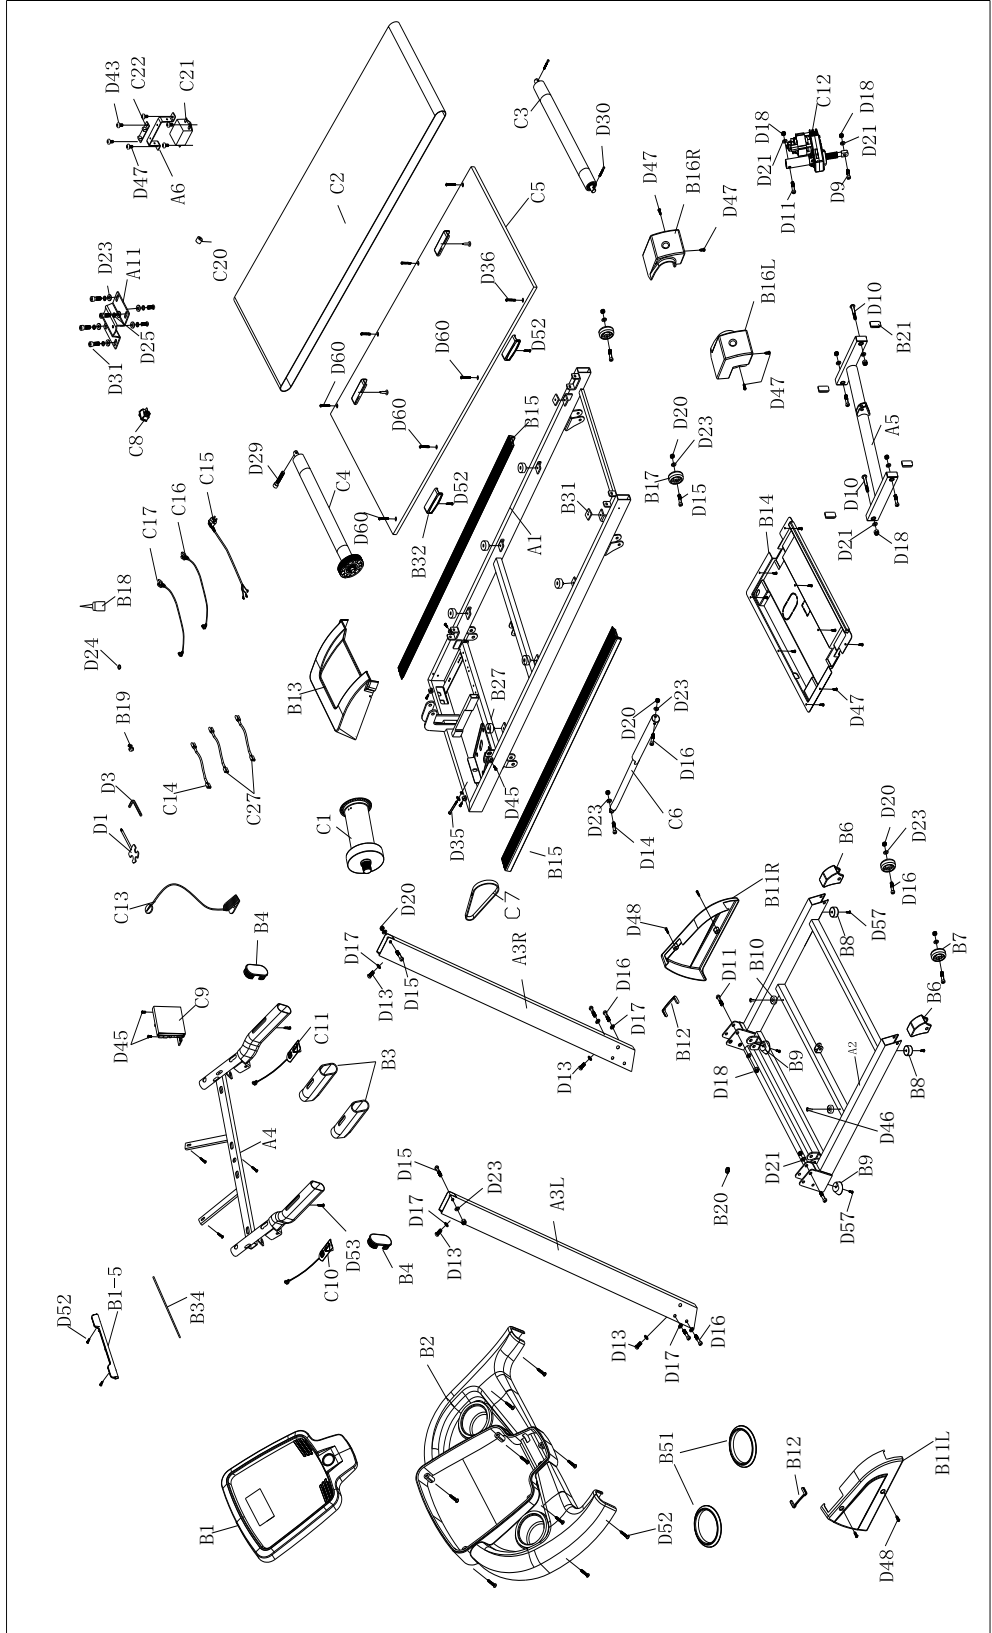 D43
C22
C21
D47
A6
C20
D23
A11
D31
D25
C8
C2
C3
D30
C5
D36
D60
D60
D60
D60
D52
D52
B32
D29
C4
C17
C16
C15
B18
D24
B19
B13
D3
D1
C14
C27
C13
C1
B4
C9
D45
C11
B3
A4
D53
C10
B4
D52
B1-5
B34
B1
B2
D52
B51
D47
B16R
D47
B16L
D47
D18
C12
D18
D21
D21
D11
D9
D10
B21
A5
D10
D21
D18
B15
D20
D23
B17
D15
B31
A1
B14
D47
B27
D45
D35
B15
D20
D23
D16
C6
D23
D14
C7
D20
D17
D13
D15
A3R
D16
D17
D13
D48
B11R
B12
D11
B10
B9
D18
B6
D20
D23
D16
B8
D57
B7
B6
B8
A2
D46
D21
B9
D57
B20
D15
D23
D17
D13
A3L
D13
D17
D16
B12
B11L
D48